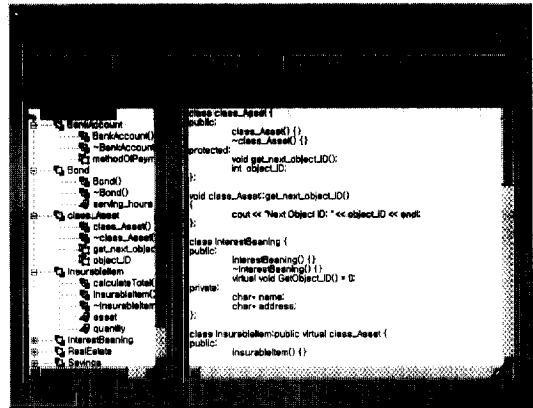 BankAccount
BankAccount()
~BankAccount(
methodOfPaym
Bond
Bond()
~Bond()
serving_hours
class_Asset
class_Asset()
~class_Asset(
get_next_objec
object_ID
InsurableItem
calculateTotal(
InsurableItem(
~InsurableItem
asset
quantity
InterestBearing
RealEstate
Savings
class class_Asset {
public:
class_Asset() {}
~class_Asset() {}
protected:
void get_next_object_ID();
int object_ID;
};
void class_Asset::get_next_object_ID()
{
cout << "Next Object ID: " << object_ID << endl;
};
class InterestBearing {
public:
InterestBearing() {}
~InterestBearing() {}
virtual void GetObject_ID() = 0;
private:
char* name;
char* address;
};
class InsurableItem:public virtual class_Asset {
public:
InsurableItem() {}